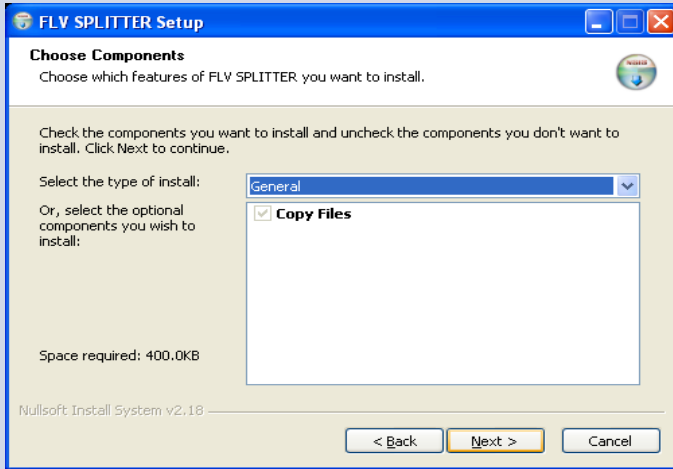 FLV SPLITTER Setup
Choose Components
Choose which features of FLV SPLITTER you want to install.
NSIS
Check the components you want to install and uncheck the components you don't want to
install. Click Next to continue.
Select the type of install:
General
Or, select the optional
components you wish to
install:
Copy Files
Space required: 400.0KB
Nullsoft Install System v2.18
< Back
Next >
Cancel